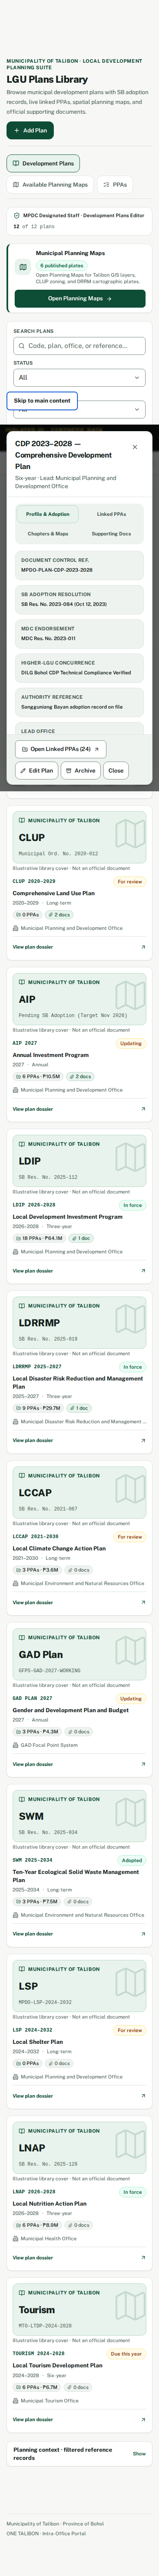 MUNICIPALITY OF TALIBON · LOCAL DEVELOPMENT
PLANNING SUITE
LGU Plans Library
Browse municipal development plans with SB adoption
records, live linked PPAs, spatial planning maps, and
official supporting documents.
Add Plan
Development Plans
Available Planning Maps
PPAs
MPDC Designated Staff · Development Plans Editor
12 of 12 plans
Municipal Planning Maps
6 published plates
Open Planning Maps for Talibon GIS layers,
CLUP zoning, and DRRM cartographic plates.
Open Planning Maps
SEARCH PLANS
Code, plan, office, or reference...
STATUS
All
Skip to main content
CDP 2023–2028 —
Comprehensive Development
Plan
Six-year · Lead: Municipal Planning and
Development Office
Profile & Adoption
Linked PPAs
Chapters & Maps
Supporting Docs
DOCUMENT CONTROL REF.
MPDO-PLAN-CDP-2023-2028
SB ADOPTION RESOLUTION
SB Res. No. 2023-084 (Oct 12, 2023)
MDC ENDORSEMENT
MDC Res. No. 2023-011
HIGHER-LGU CONCURRENCE
DILG Bohol CDP Technical Compliance Verified
AUTHORITY REFERENCE
Sangguniang Bayan adoption record on file
LEAD OFFICE
Open Linked PPAs (24)
Edit Plan
Archive
Close
MUNICIPALITY OF TALIBON
CLUP
Municipal Ord. No. 2020-012
Illustrative library cover · Not an official document
CLUP 2020–2029
For review
Comprehensive Land Use Plan
2020–2029 · Long-term
0 PPAs
2 docs
Municipal Planning and Development Office
View plan dossier
MUNICIPALITY OF TALIBON
AIP
Pending SB Adoption (Target Nov 2026)
Illustrative library cover · Not an official document
AIP 2027
Updating
Annual Investment Program
2027 · Annual
6 PPAs · ₱10.5M
2 docs
Municipal Planning and Development Office
View plan dossier
MUNICIPALITY OF TALIBON
LDIP
SB Res. No. 2025-112
Illustrative library cover · Not an official document
LDIP 2026–2028
In force
Local Development Investment Program
2026–2028 · Three-year
18 PPAs · ₱64.1M
1 doc
Municipal Planning and Development Office
View plan dossier
MUNICIPALITY OF TALIBON
LDRRMP
SB Res. No. 2025-019
Illustrative library cover · Not an official document
LDRRMP 2025–2027
In force
Local Disaster Risk Reduction and Management
Plan
2025–2027 · Three-year
9 PPAs · ₱29.7M
1 doc
Municipal Disaster Risk Reduction and Management ...
View plan dossier
MUNICIPALITY OF TALIBON
LCCAP
SB Res. No. 2021-067
Illustrative library cover · Not an official document
LCCAP 2021–2030
For review
Local Climate Change Action Plan
2021–2030 · Long-term
3 PPAs · ₱3.6M
0 docs
Municipal Environment and Natural Resources Office
View plan dossier
MUNICIPALITY OF TALIBON
GAD Plan
GFPS-GAD-2027-WORKING
Illustrative library cover · Not an official document
GAD PLAN 2027
Updating
Gender and Development Plan and Budget
2027 · Annual
3 PPAs · ₱4.3M
0 docs
GAD Focal Point System
View plan dossier
MUNICIPALITY OF TALIBON
SWM
SB Res. No. 2025-034
Illustrative library cover · Not an official document
SWM 2025–2034
Adopted
Ten-Year Ecological Solid Waste Management
Plan
2025–2034 · Long-term
3 PPAs · ₱7.5M
0 docs
Municipal Environment and Natural Resources Office
View plan dossier
MUNICIPALITY OF TALIBON
LSP
MPDO-LSP-2024-2032
Illustrative library cover · Not an official document
LSP 2024–2032
For review
Local Shelter Plan
2024–2032 · Long-term
0 PPAs
0 docs
Municipal Planning and Development Office
View plan dossier
MUNICIPALITY OF TALIBON
LNAP
SB Res. No. 2025-128
Illustrative library cover · Not an official document
LNAP 2026–2028
In force
Local Nutrition Action Plan
2026–2028 · Three-year
6 PPAs · ₱8.9M
0 docs
Municipal Health Office
View plan dossier
MUNICIPALITY OF TALIBON
Tourism
MTO-LTDP-2024-2028
Illustrative library cover · Not an official document
TOURISM 2024–2028
Due this year
Local Tourism Development Plan
2024–2028 · Six-year
6 PPAs · ₱6.7M
0 docs
Municipal Tourism Office
View plan dossier
Planning context · filtered reference
records
Show
Municipality of Talibon · Province of Bohol
ONE TALIBON · Intra-Office Portal